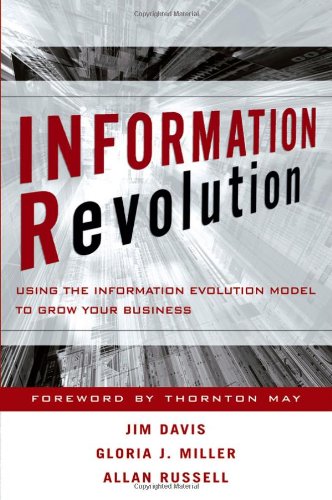 INFORMATION
Revolution
USING THE INFORMATION EVOLUTION MODEL
TO GROW YOUR BUSINESS
FOREWORD BY THORNTON MAY
JIM DAVIS
GLORIA J. MILLER
ALLAN RUSSELL